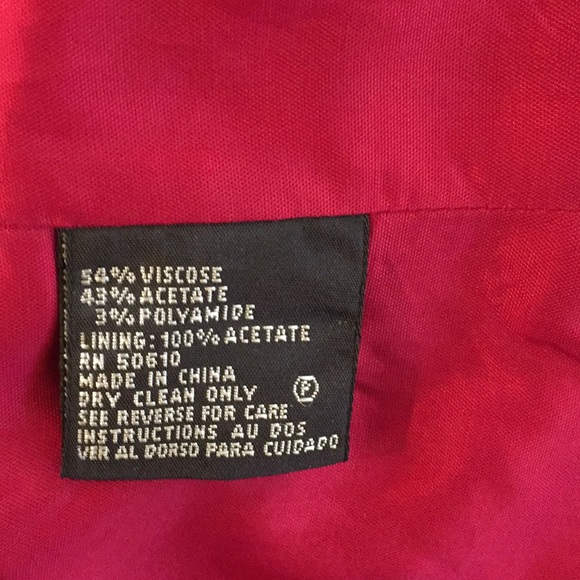 54% VISCOSE
43% ACETATE
3% POLYAMIDE
LINING: 100% ACETATE
RN 50610
MADE IN CHINA
DRY CLEAN ONLY Ⓟ
SEE REVERSE FOR CARE
INSTRUCTIONS AU DOS
VER AL DORSO PARA CUIDADO